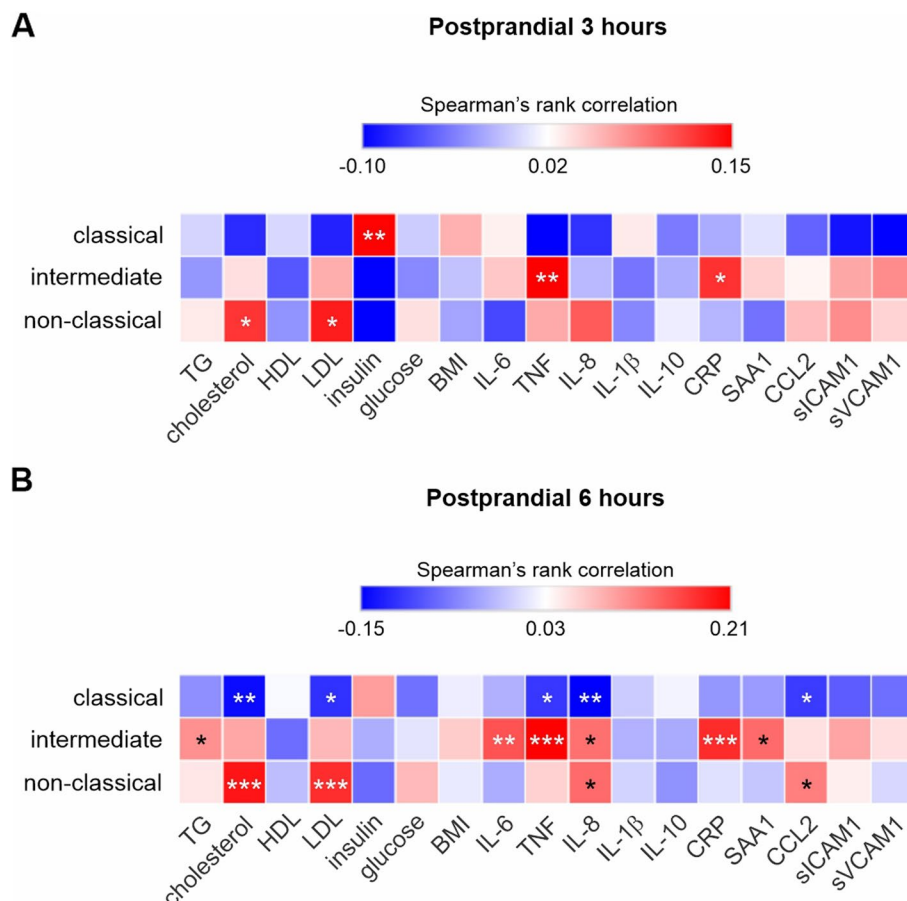 A
Postprandial 3 hours
Spearman's rank correlation
-0.10 0.02 0.15
classical **
intermediate ** *
non-classical * *
TG cholesterol HDL LDL insulin glucose BMI IL-6 TNF IL-8 IL-1β IL-10 CRP SAA1 CCL2 sICAM1 sVCAM1
B
Postprandial 6 hours
Spearman's rank correlation
-0.15 0.03 0.21
classical ** * * ** *
intermediate * ** *** * *** *
non-classical *** *** * *
TG cholesterol HDL LDL insulin glucose BMI IL-6 TNF IL-8 IL-1β IL-10 CRP SAA1 CCL2 sICAM1 sVCAM1